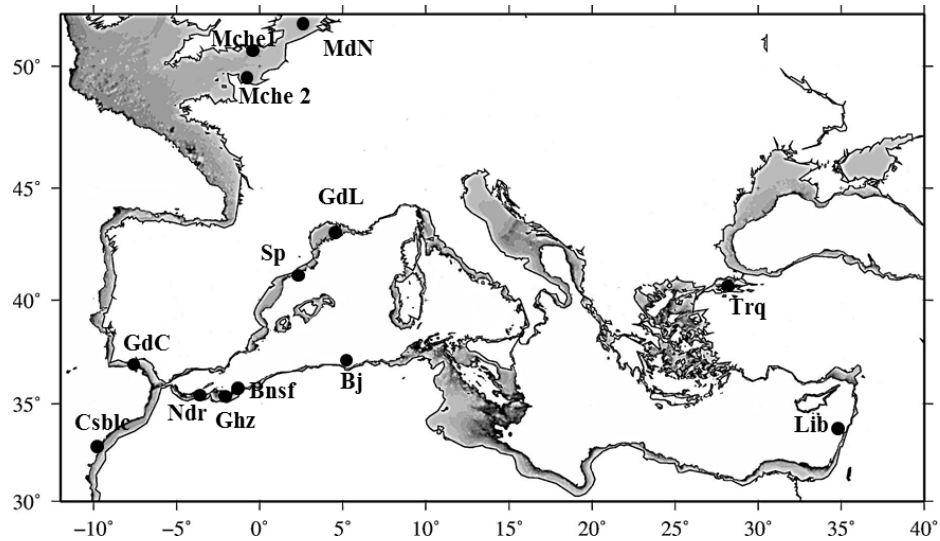 Mche1
MdN
50°
Mche 2
45°
GdL
Sp
40°
Trq
GdC
Bj
Bnsf
Ndr
Ghz
35°
Csblc
Lib
30°
−10° −5° 0° 5° 10° 15° 20° 25° 30° 35° 40°